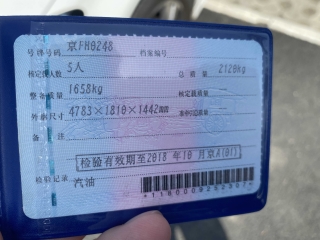 号牌号码 京FH0248 档案编号
核定载人数 5人 总质量 2120kg
整备质量 1658kg 核定载质量
外廓尺寸 4783×1810×1442mm 准牵引总质量
备注
检验有效期至2018年10月京A(01)
检验记录 汽油